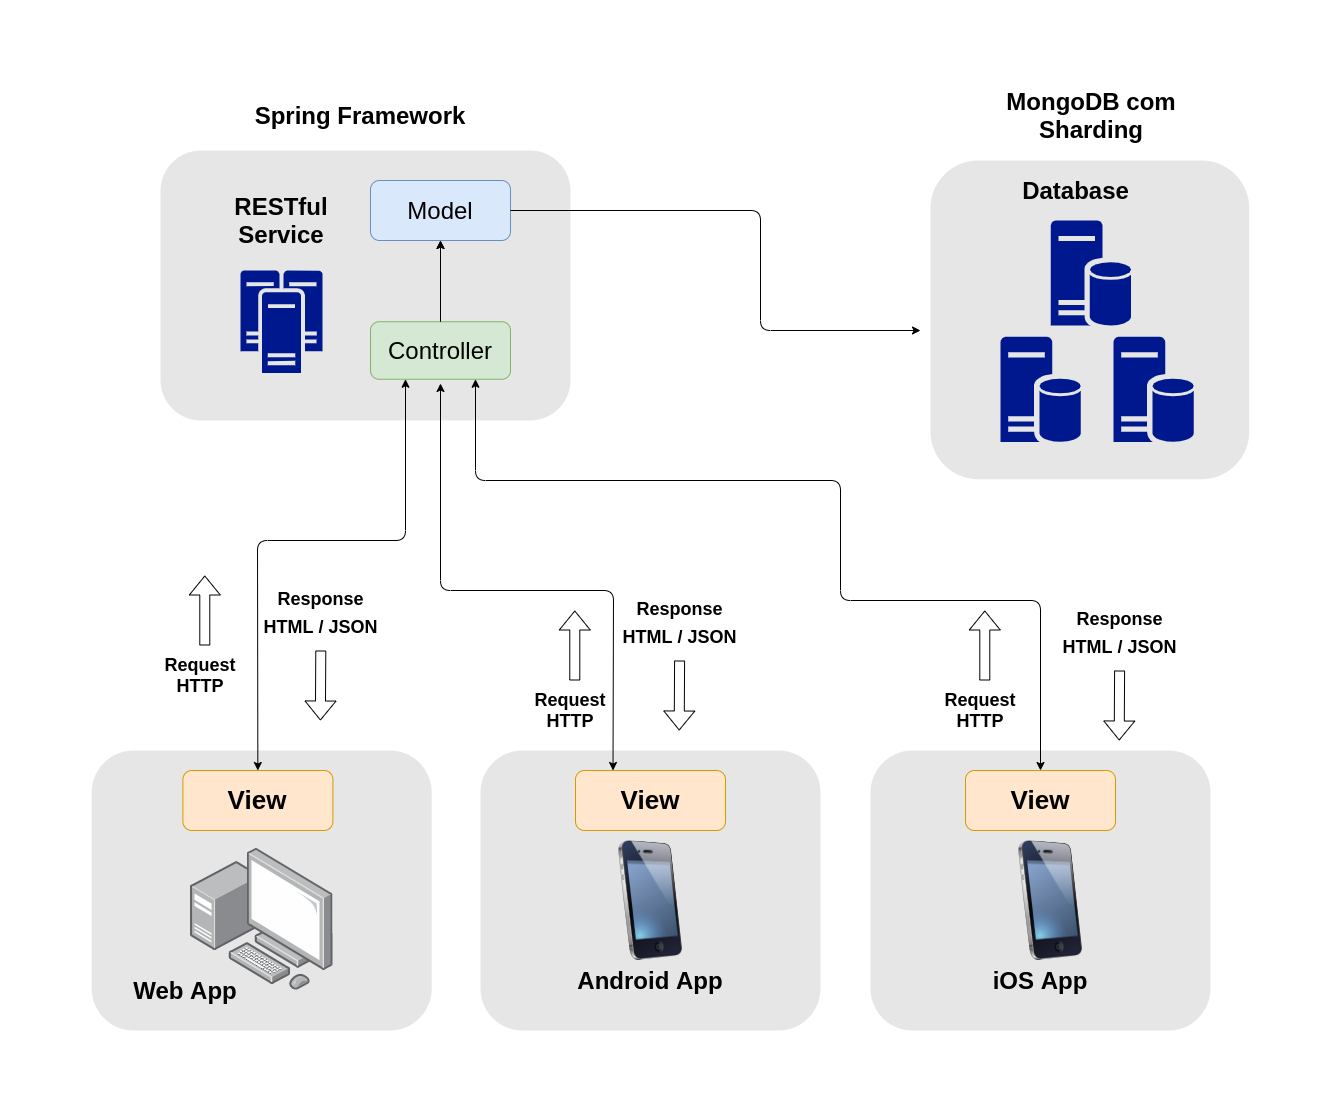 Spring Framework
MongoDB com
Sharding
RESTful
Service
Model
Controller
Database
Request
HTTP
Response
HTML / JSON
Request
HTTP
Response
HTML / JSON
Request
HTTP
Response
HTML / JSON
View
Web App
View
Android App
View
iOS App